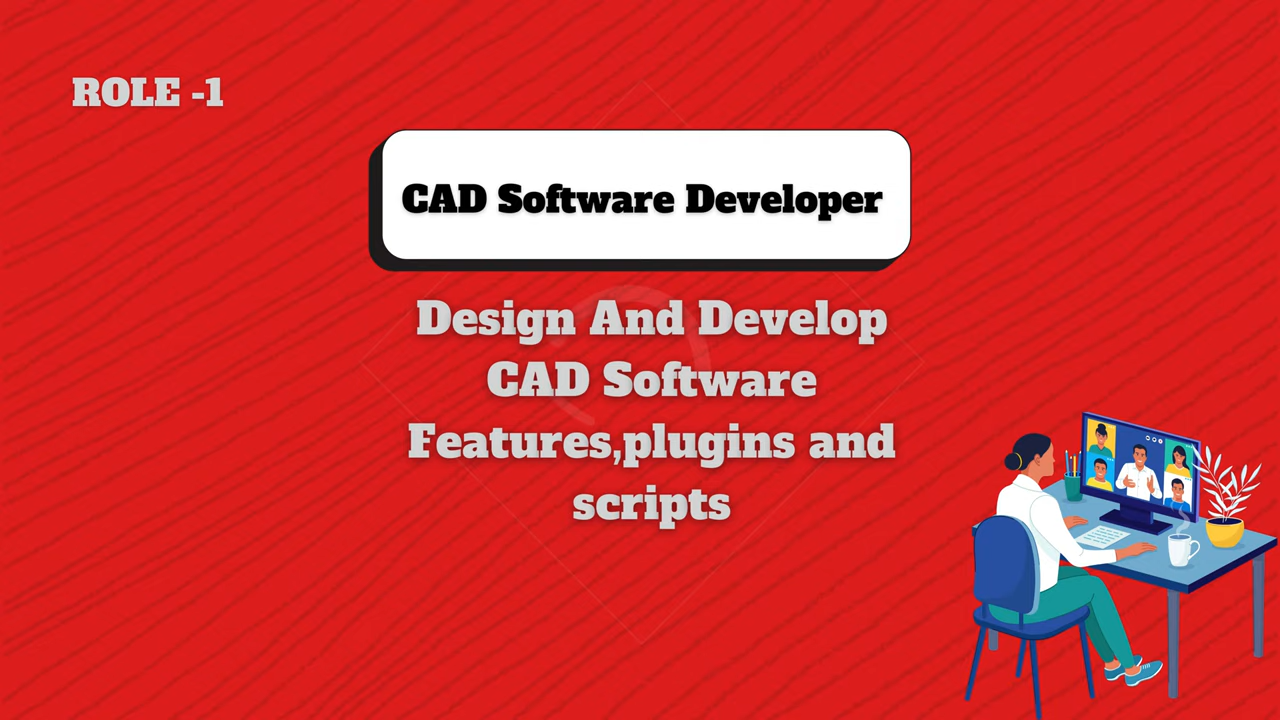 ROLE -1
CAD Software Developer
Design And Develop
CAD Software
Features,plugins and
scripts